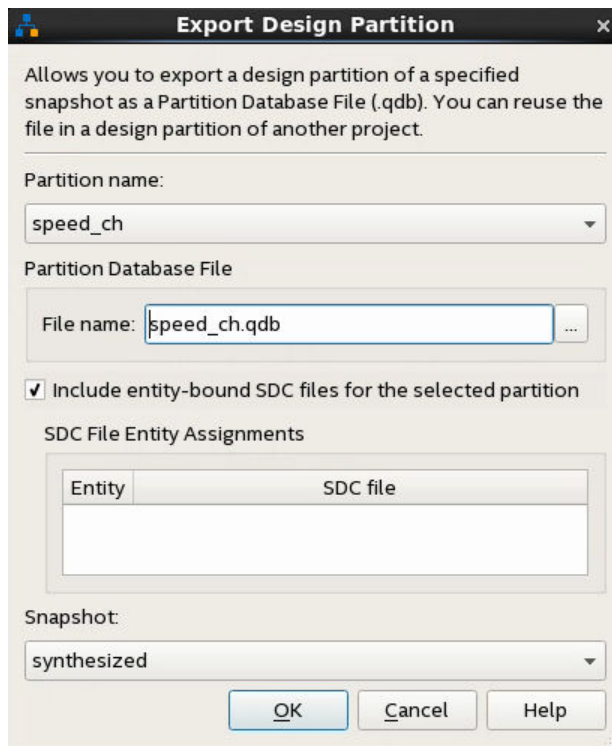 Export Design Partition
Allows you to export a design partition of a specified
snapshot as a Partition Database File (.qdb). You can reuse the
file in a design partition of another project.
Partition name:
speed_ch
Partition Database File
File name: speed_ch.qdb ...
Include entity-bound SDC files for the selected partition
SDC File Entity Assignments
Entity SDC file
Snapshot:
synthesized
OK Cancel Help